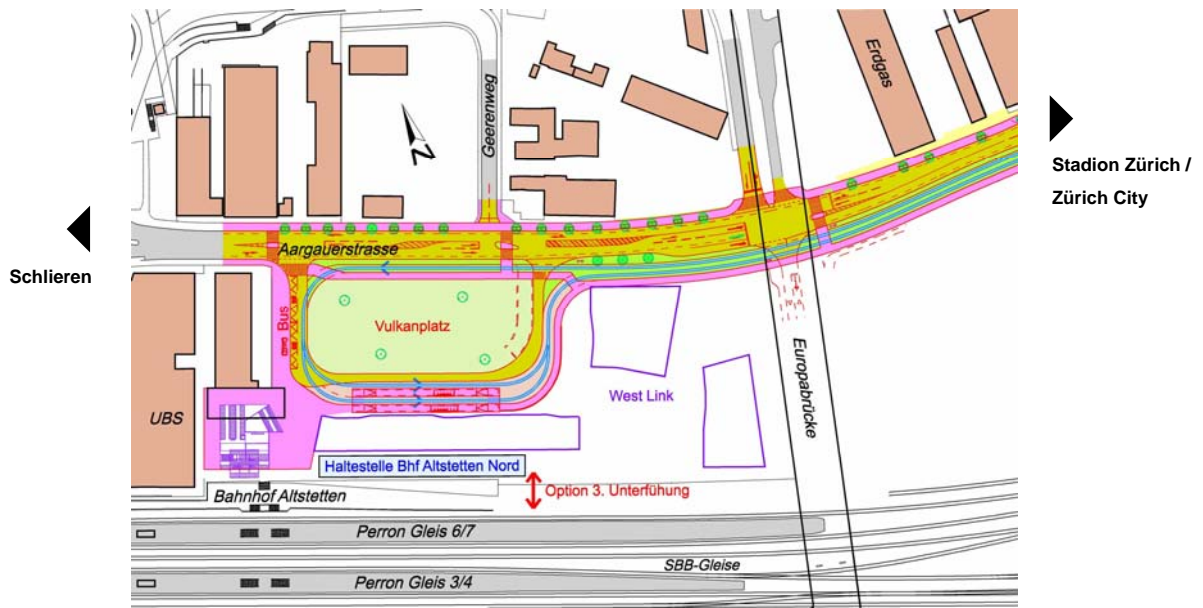 Erdgas
Geerenweg
Z
Stadion Zürich /
Zürich City
Aargauerstrasse
Schlieren
Bus
Vulkanplatz
Europabrücke
West Link
UBS
Haltestelle Bhf Altstetten Nord
Bahnhof Altstetten
Option 3. Unterfühung
Perron Gleis 6/7
SBB-Gleise
Perron Gleis 3/4